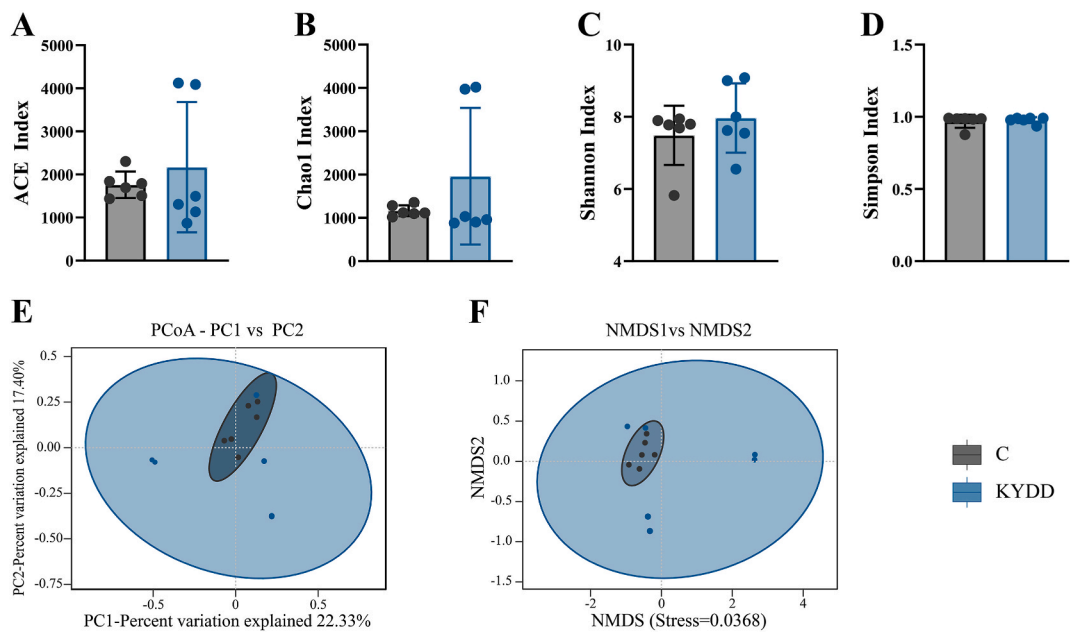 A
B
C
D
ACE Index
5000
4000
3000
2000
1000
0
Chao1 Index
5000
4000
3000
2000
1000
0
Shannon Index
10
8
6
4
Simpson Index
1.5
1.0
0.5
0.0
E
F
PCoA - PC1 vs PC2
PC2-Percent variation explained 17.40%
0.5
0.25
0.00
-0.25
-0.50
-0.75
-0.5
0
0.5
PC1-Percent variation explained 22.33%
NMDS1vs NMDS2
NMDS2
1.0
0.5
0.0
-0.5
-1.0
-1.5
-2
0
2
4
NMDS (Stress=0.0368)
C
KYDD